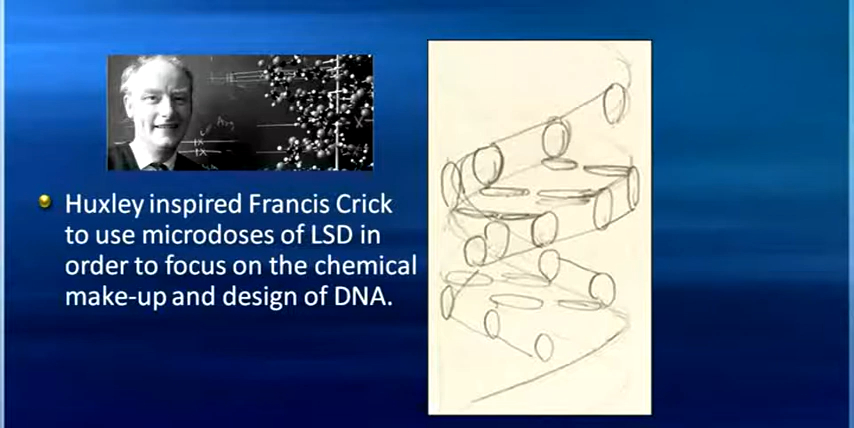 Huxley inspired Francis Crick
to use microdoses of LSD in
order to focus on the chemical
make-up and design of DNA.